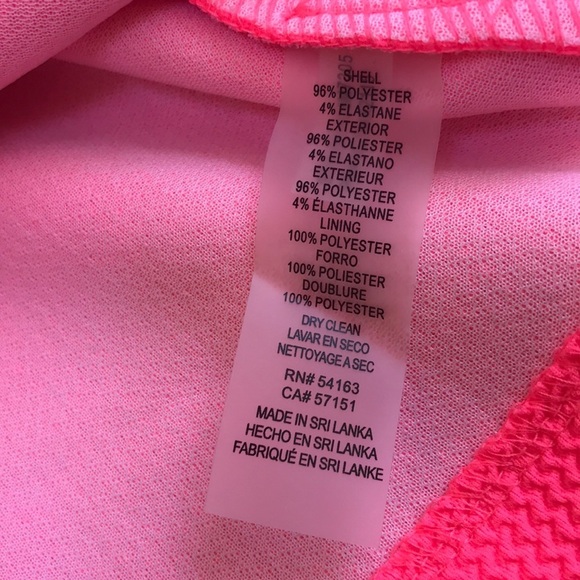 SHELL
96% POLYESTER
4% ELASTANE
EXTERIOR
96% POLIESTER
4% ELASTANO
EXTERIEUR
96% POLYESTER
4% ÉLASTHANNE
LINING
100% POLYESTER
FORRO
100% POLIESTER
DOUBLURE
100% POLYESTER
DRY CLEAN
LAVAR EN SECO
NETTOYAGE A SEC
RN# 54163
CA# 57151
MADE IN SRI LANKA
HECHO EN SRI LANKA
FABRIQUÉ EN SRI LANKE